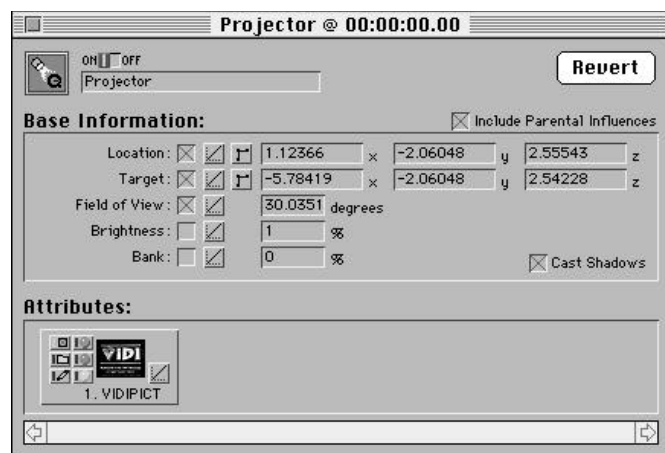 Projector @ 00:00:00.00
ON OFF
Projector
Revert
Base Information:
Include Parental Influences
Location: 1.12366 x -2.06048 y 2.55543 z
Target: -5.78419 x -2.06048 y 2.54228 z
Field of View: 30.0351 degrees
Brightness: 1 %
Bank: 0 %
Cast Shadows
Attributes:
VIDI
1. VIDIPICT